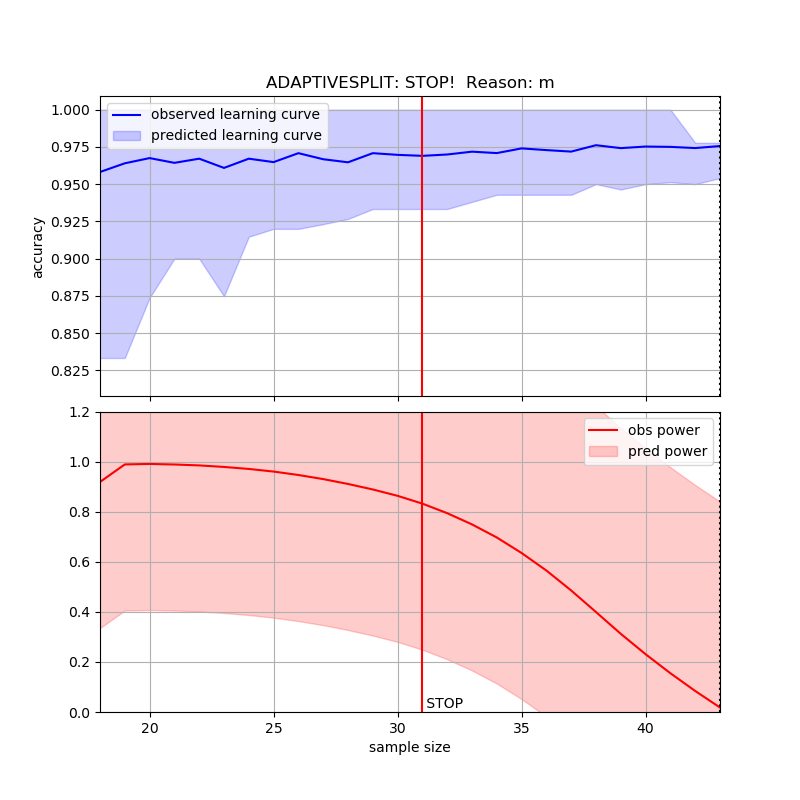 ADAPTIVESPLIT: STOP!  Reason: m
observed learning curve
predicted learning curve
1.000
0.975
0.950
0.925
0.900
0.875
0.850
0.825
accuracy
obs power
pred power
1.2
1.0
0.8
0.6
0.4
0.2
0.0
STOP
20 25 30 35 40
sample size